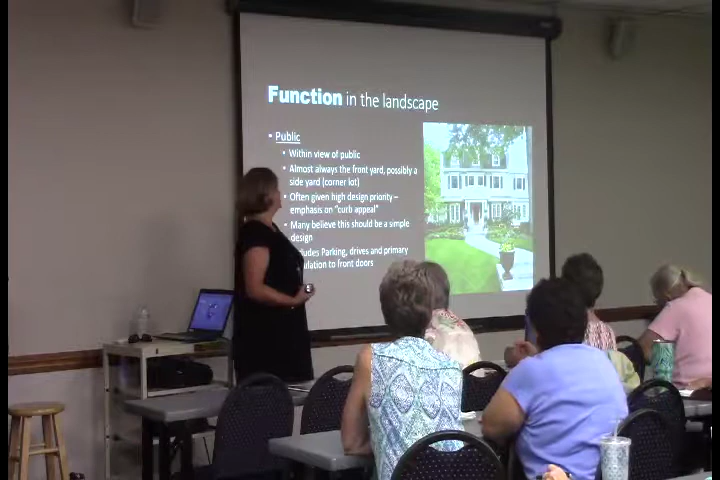 Function in the landscape
▪ Public
▪ Within view of public
▪ Almost always the front yard, possibly a
side yard (corner lot)
▪ Often given high design priority –
emphasis on "curb appeal"
▪ Many believe this should be a simple
design
Parking, drives and primary
to front doors